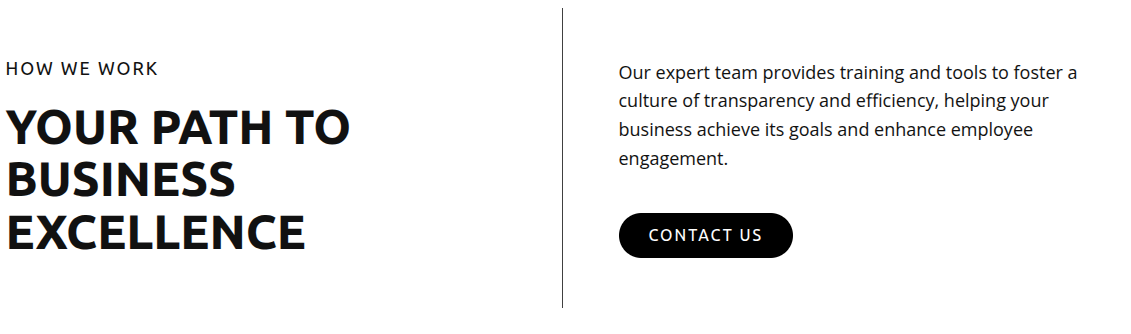 HOW WE WORK
YOUR PATH TO
BUSINESS
EXCELLENCE
Our expert team provides training and tools to foster a
culture of transparency and efficiency, helping your
business achieve its goals and enhance employee
engagement.
CONTACT US